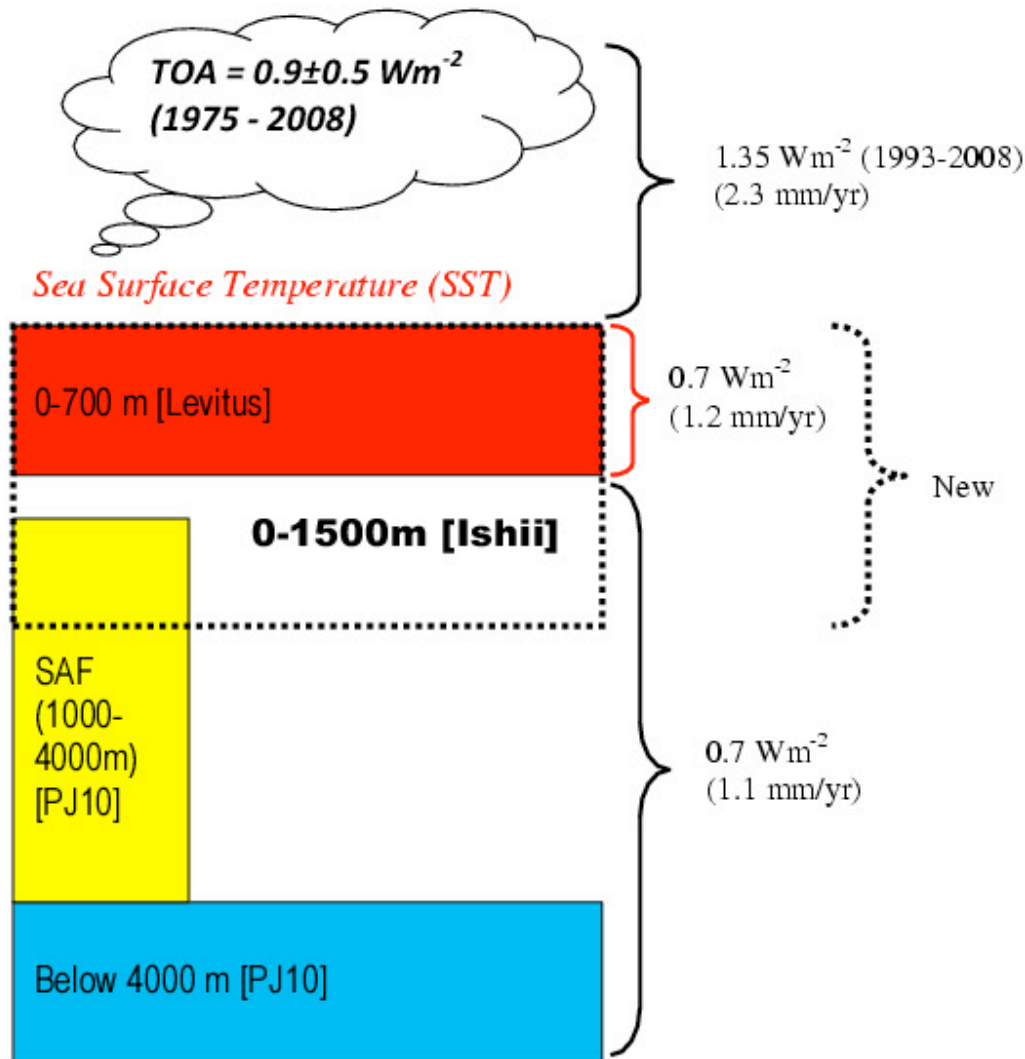 TOA = 0.9±0.5 Wm⁻²
(1975 - 2008)
1.35 Wm⁻² (1993-2008)
(2.3 mm/yr)
Sea Surface Temperature (SST)
0-700 m [Levitus]
0.7 Wm⁻²
(1.2 mm/yr)
New
0-1500m [Ishii]
SAF
(1000-
4000m)
[PJ10]
0.7 Wm⁻²
(1.1 mm/yr)
Below 4000 m [PJ10]